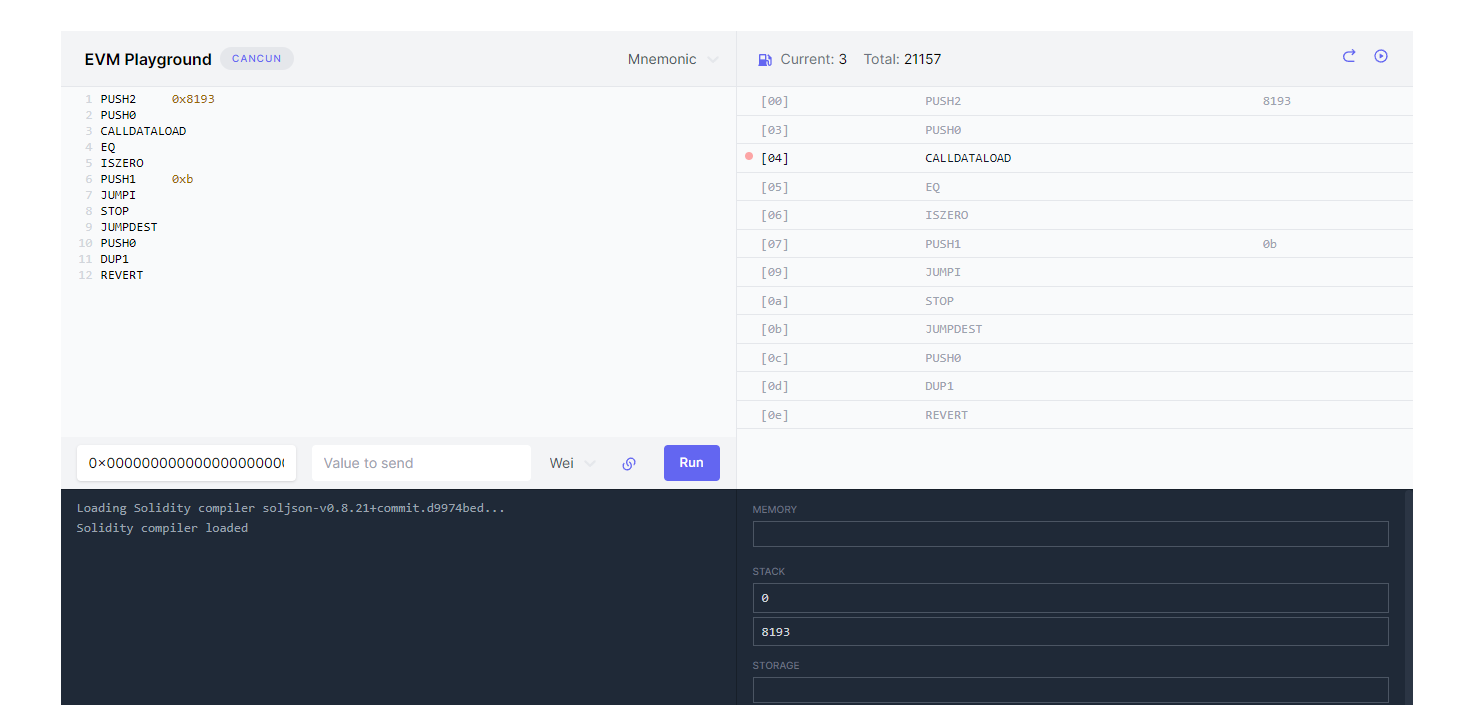 EVM Playground CANCUN Mnemonic
1 PUSH2 0x8193
2 PUSH0
3 CALLDATALOAD
4 EQ
5 ISZERO
6 PUSH1 0xb
7 JUMPI
8 STOP
9 JUMPDEST
10 PUSH0
11 DUP1
12 REVERT
0×00000000000000000000 Value to send Wei Run
Current: 3 Total: 21157
[00] PUSH2 8193
[03] PUSH0
[04] CALLDATALOAD
[05] EQ
[06] ISZERO
[07] PUSH1 0b
[09] JUMPI
[0a] STOP
[0b] JUMPDEST
[0c] PUSH0
[0d] DUP1
[0e] REVERT
Loading Solidity compiler soljson-v0.8.21+commit.d9974bed...
Solidity compiler loaded
MEMORY
STACK
0
8193
STORAGE